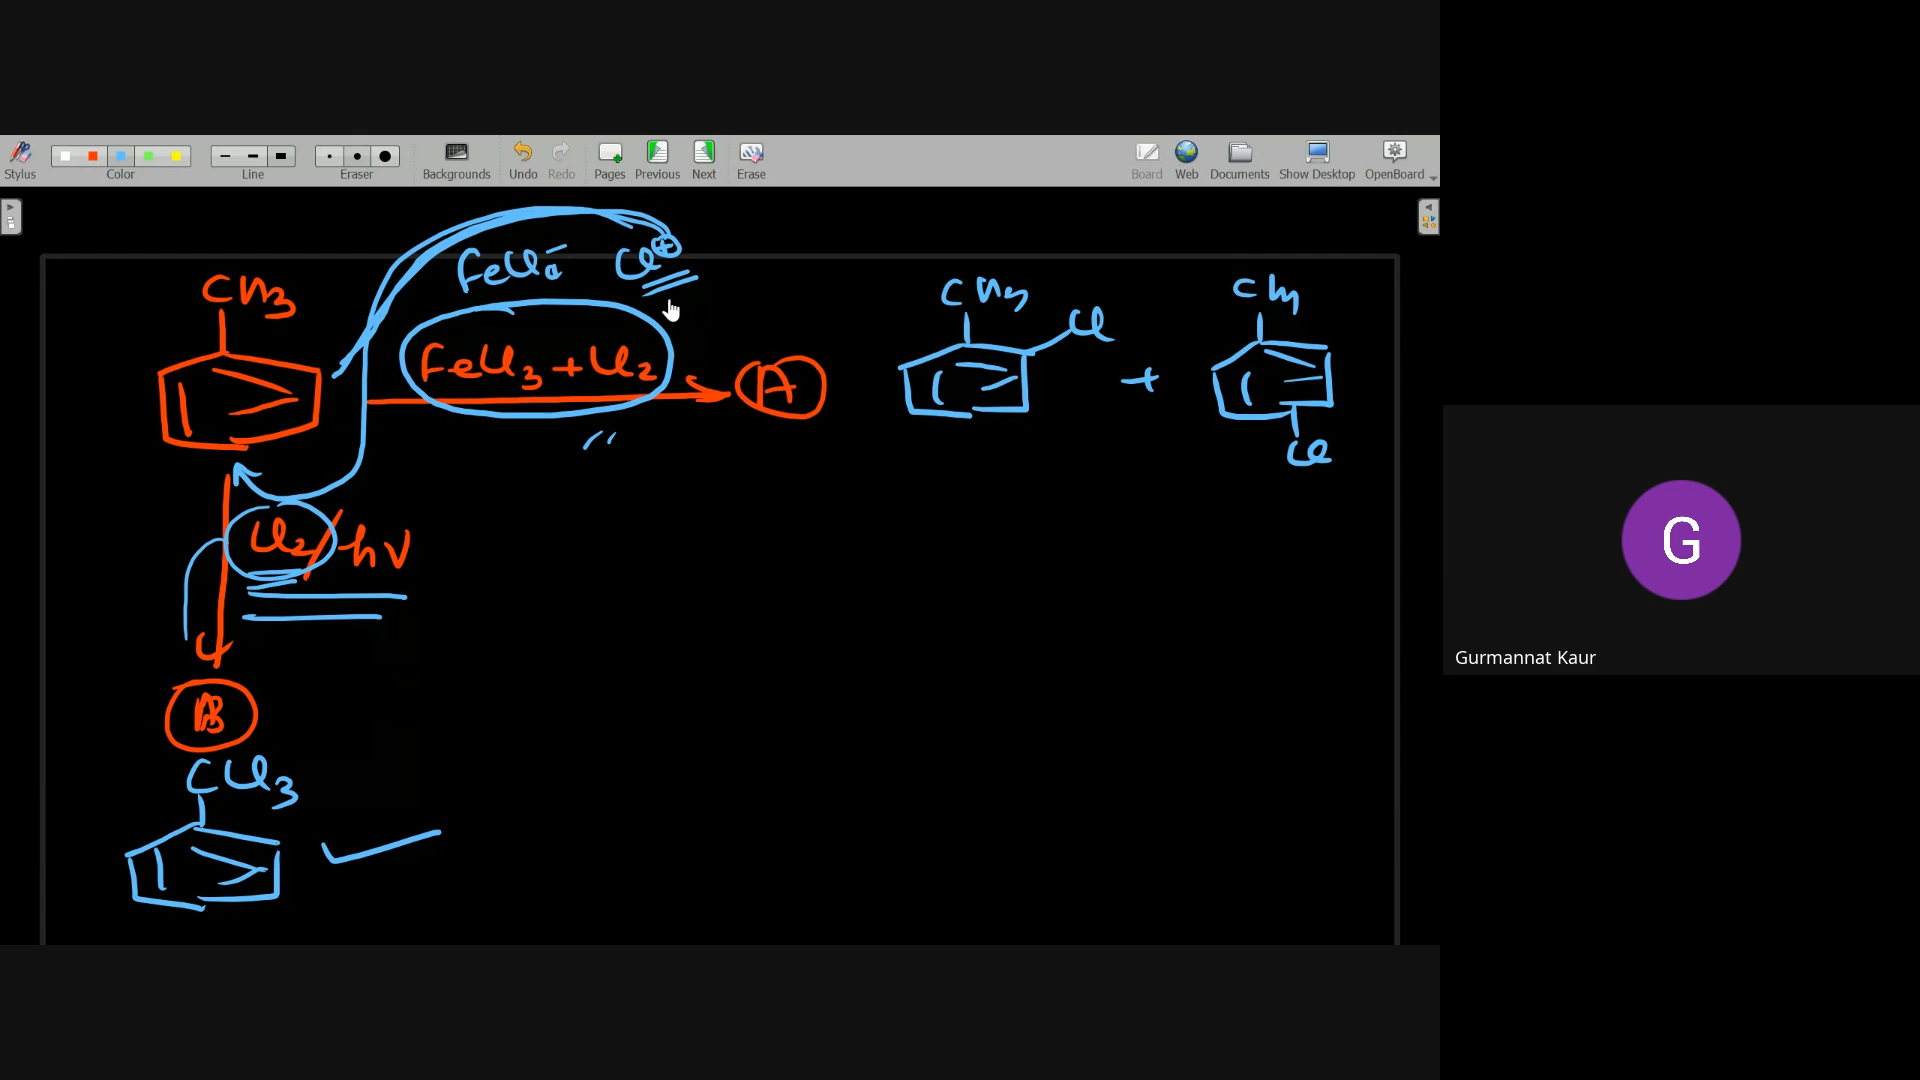 Stylus Color Line Eraser Backgrounds Undo Redo Pages Previous Next Erase Board Web Documents Show Desktop OpenBoard
FeCl₄⁻ Cl⊕
CH₃
FeCl₃ + Cl₂
A
CH₃
Cl
+
CH₃
Cl
Cl₂/hν
B
CCl₃
G
Gurmannat Kaur